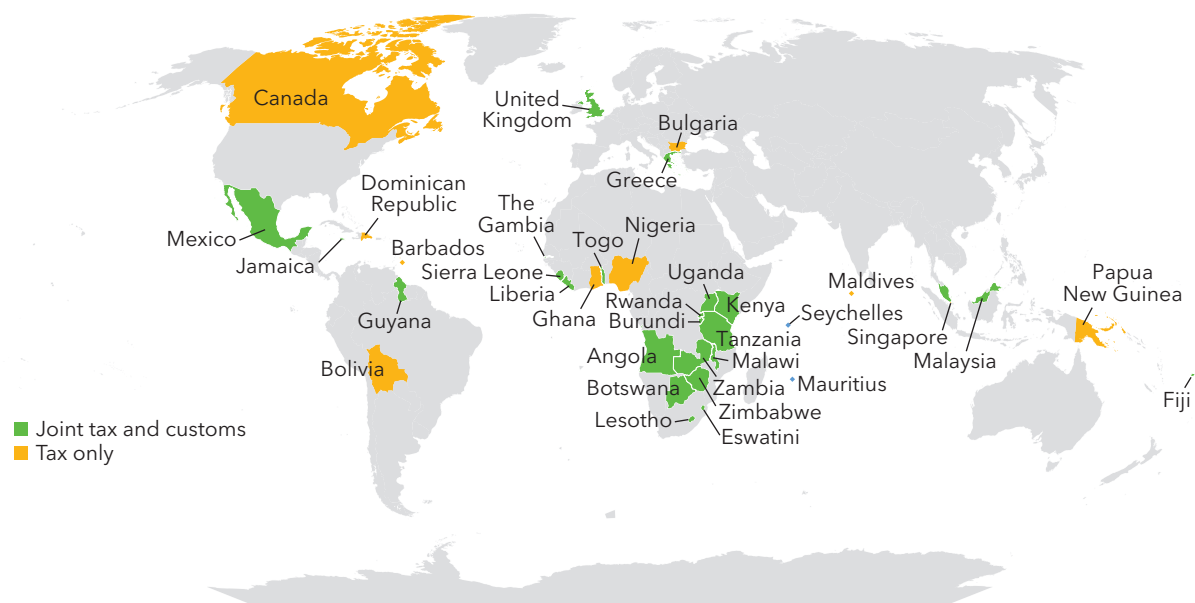 Canada
United
Kingdom
Bulgaria
Greece
Dominican
Republic
The
Gambia
Nigeria
Togo
Mexico
Jamaica
Barbados
Sierra Leone
Liberia
Ghana
Uganda
Kenya
Rwanda
Burundi
Maldives
Seychelles
Papua
New Guinea
Singapore
Malaysia
Guyana
Tanzania
Angola
Malawi
Bolivia
Botswana
Zambia
Mauritius
Zimbabwe
Lesotho
Eswatini
Fiji
Joint tax and customs
Tax only